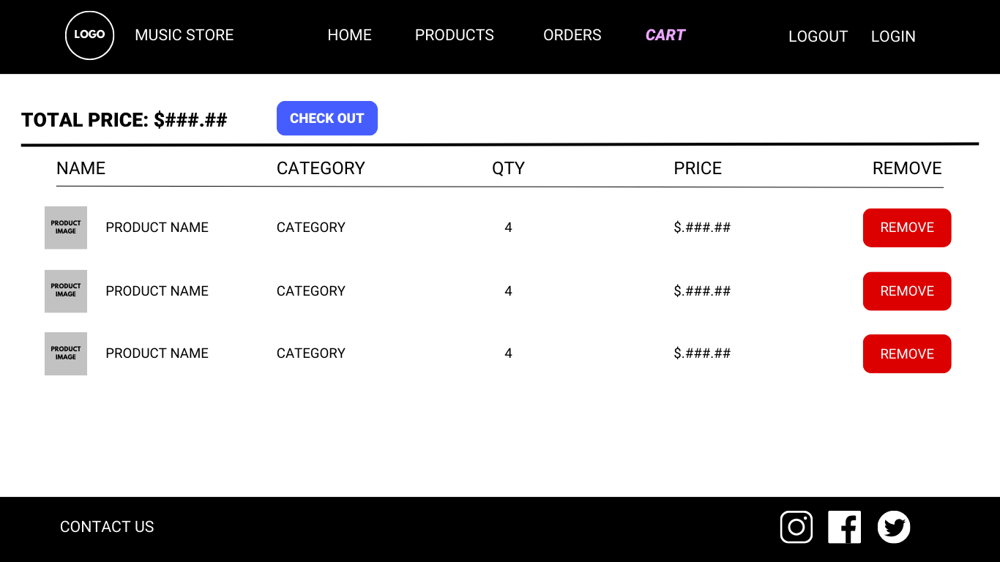 LOGO MUSIC STORE HOME PRODUCTS ORDERS CART LOGOUT LOGIN
TOTAL PRICE: $###.## CHECK OUT
NAME CATEGORY QTY PRICE REMOVE
PRODUCT
IMAGE
PRODUCT NAME CATEGORY 4 $.###.## REMOVE
PRODUCT
IMAGE
PRODUCT NAME CATEGORY 4 $.###.## REMOVE
PRODUCT
IMAGE
PRODUCT NAME CATEGORY 4 $.###.## REMOVE
CONTACT US